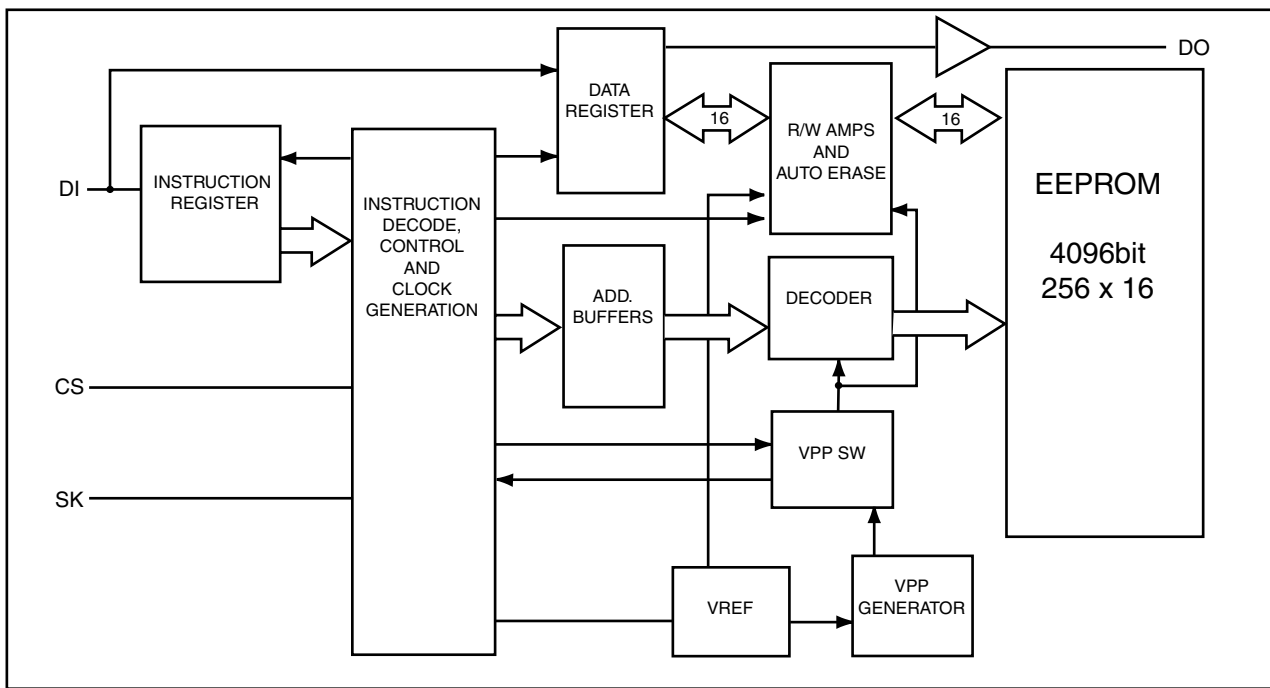 DO
DATA
REGISTER
16
R/W AMPS
AND
AUTO ERASE
16
EEPROM
4096bit
256 x 16
DI
INSTRUCTION
REGISTER
INSTRUCTION
DECODE,
CONTROL
AND
CLOCK
GENERATION
ADD.
BUFFERS
DECODER
CS
VPP SW
SK
VREF
VPP
GENERATOR